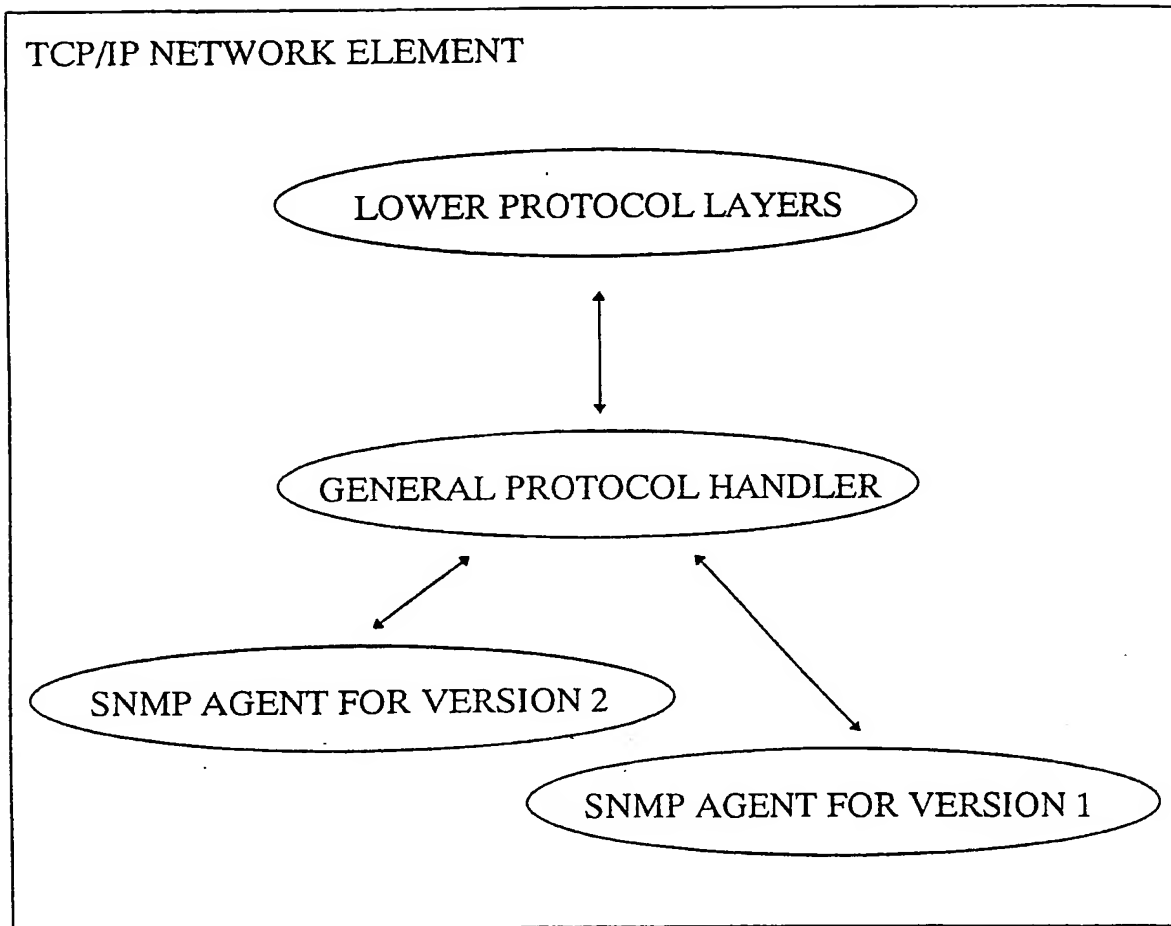 TCP/IP NETWORK ELEMENT
LOWER PROTOCOL LAYERS
GENERAL PROTOCOL HANDLER
SNMP AGENT FOR VERSION 2
SNMP AGENT FOR VERSION 1